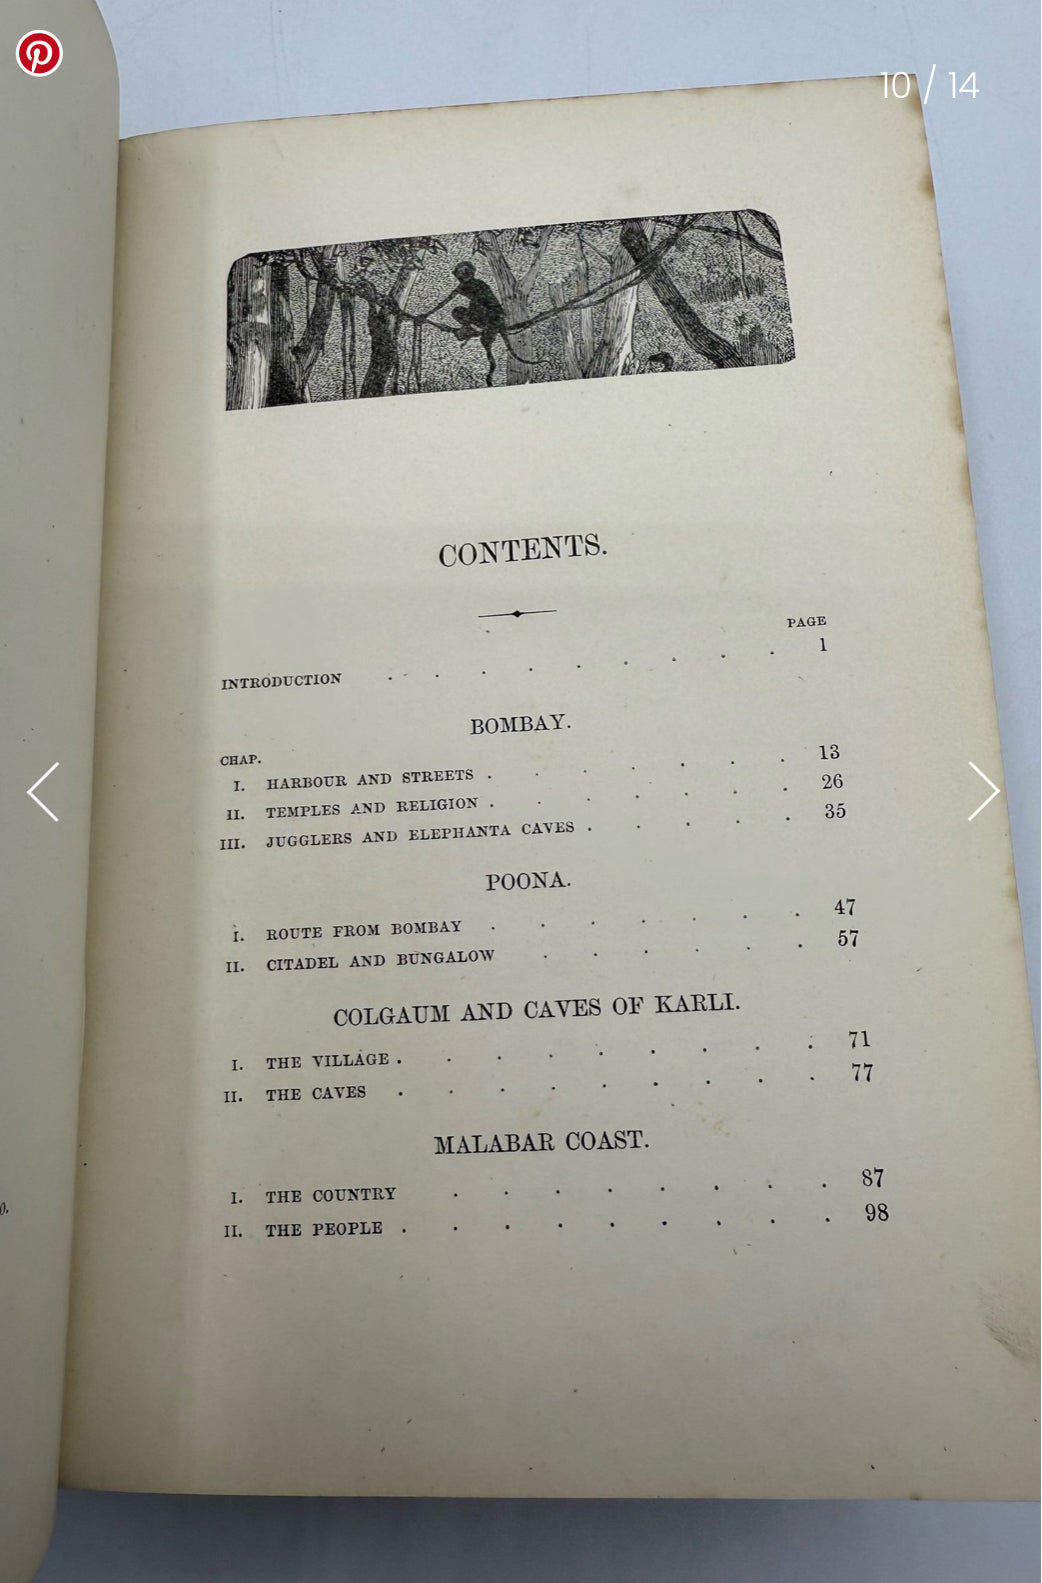 10 / 14
CONTENTS.
PAGE
INTRODUCTION . . . . . . . . . 1
BOMBAY.
CHAP.
I. HARBOUR AND STREETS . . . . . . . 13
II. TEMPLES AND RELIGION . . . . . . . 26
III. JUGGLERS AND ELEPHANTA CAVES . . . . . 35
POONA.
I. ROUTE FROM BOMBAY . . . . . . . 47
II. CITADEL AND BUNGALOW . . . . . . 57
COLGAUM AND CAVES OF KARLI.
I. THE VILLAGE . . . . . . . . . 71
II. THE CAVES . . . . . . . . . 77
MALABAR COAST.
I. THE COUNTRY . . . . . . . . 87
II. THE PEOPLE . . . . . . . . . 98